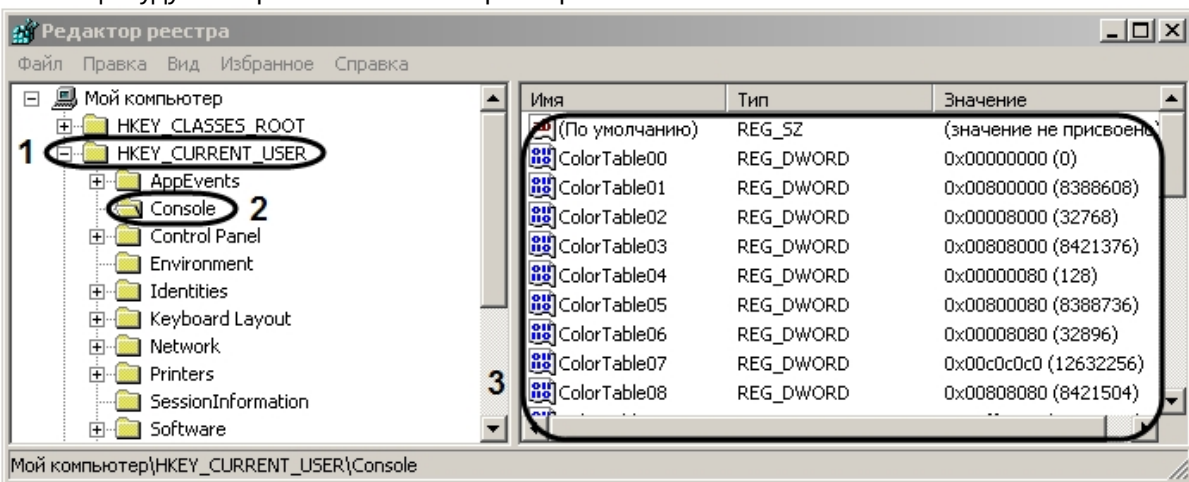 Редактор реестра
Файл Правка Вид Избранное Справка
Мой компьютер
HKEY_CLASSES_ROOT
1 HKEY_CURRENT_USER
AppEvents
Console 2
Control Panel
Environment
Identities
Keyboard Layout
Network
Printers
SessionInformation
Software
3
Имя Тип Значение
(По умолчанию) REG_SZ (значение не присвоено)
ColorTable00 REG_DWORD 0x00000000 (0)
ColorTable01 REG_DWORD 0x00800000 (8388608)
ColorTable02 REG_DWORD 0x00008000 (32768)
ColorTable03 REG_DWORD 0x00808000 (8421376)
ColorTable04 REG_DWORD 0x00000080 (128)
ColorTable05 REG_DWORD 0x00800080 (8388736)
ColorTable06 REG_DWORD 0x00008080 (32896)
ColorTable07 REG_DWORD 0x00c0c0c0 (12632256)
ColorTable08 REG_DWORD 0x00808080 (8421504)
Мой компьютер\HKEY_CURRENT_USER\Console